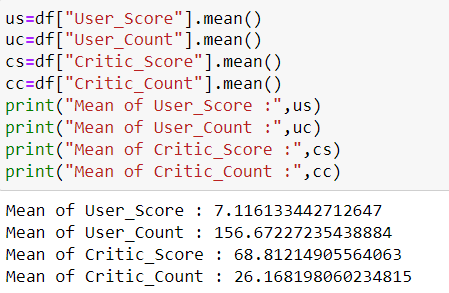 us=df["User_Score"].mean()
uc=df["User_Count"].mean()
cs=df["Critic_Score"].mean()
cc=df["Critic_Count"].mean()
print("Mean of User_Score :",us)
print("Mean of User_Count :",uc)
print("Mean of Critic_Score :",cs)
print("Mean of Critic_Count :",cc)
Mean of User_Score : 7.116133442712647
Mean of User_Count : 156.67227235438884
Mean of Critic_Score : 68.81214905564063
Mean of Critic_Count : 26.168198060234815